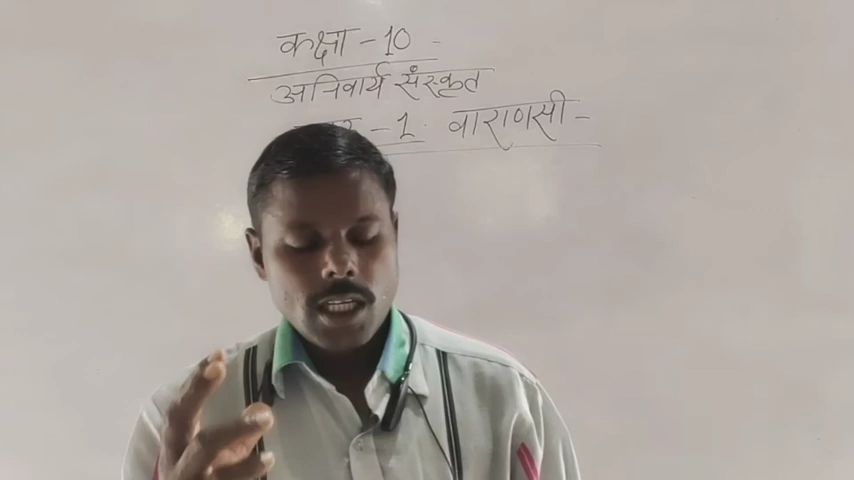 कक्षा - 10 -
अनिवार्य संस्कृत
- 1. वाराणसी -